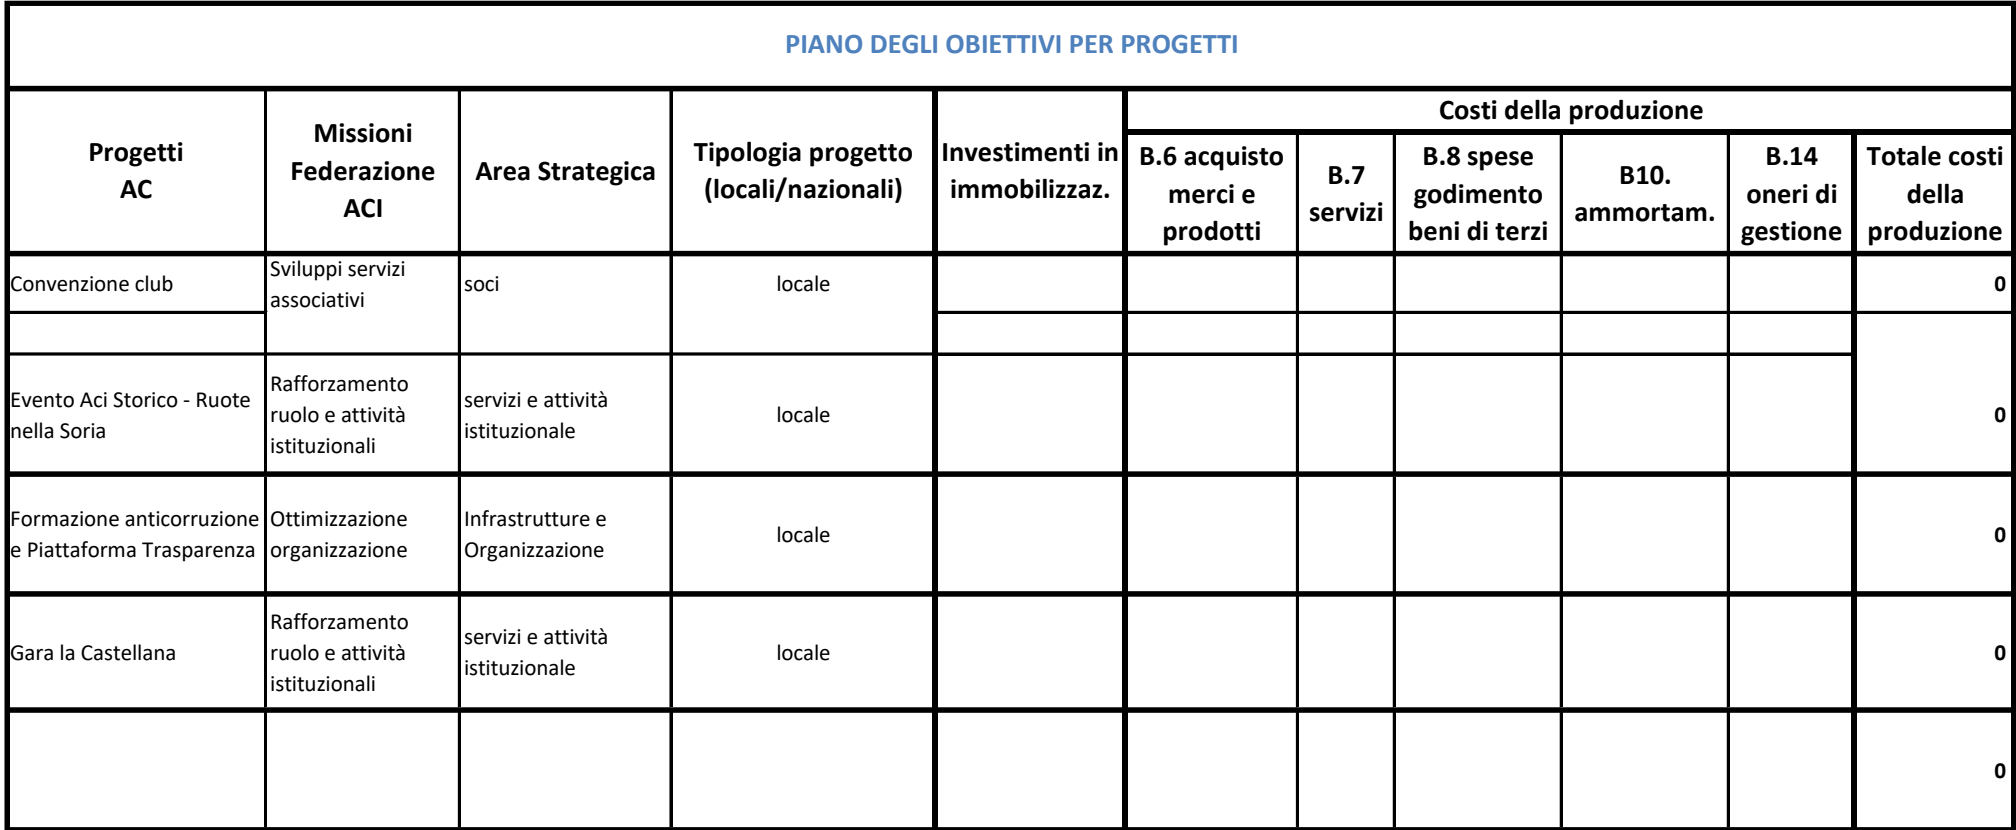 PIANO DEGLI OBIETTIVI PER PROGETTI
Progetti
AC
Missioni
Federazione
ACI
Area Strategica
Tipologia progetto
(locali/nazionali)
Investimenti in
immobilizzaz.
Costi della produzione
B.6 acquisto
merci e
prodotti
B.7
servizi
B.8 spese
godimento
beni di terzi
B10.
ammortam.
B.14
oneri di
gestione
Totale costi
della
produzione
Convenzione club
Sviluppi servizi
associativi
soci
locale
0
Evento Aci Storico - Ruote
nella Soria
Rafforzamento
ruolo e attività
istituzionali
servizi e attività
istituzionale
locale
0
Formazione anticorruzione
e Piattaforma Trasparenza
Ottimizzazione
organizzazione
Infrastrutture e
Organizzazione
locale
0
Gara la Castellana
Rafforzamento
ruolo e attività
istituzionali
servizi e attività
istituzionale
locale
0
0